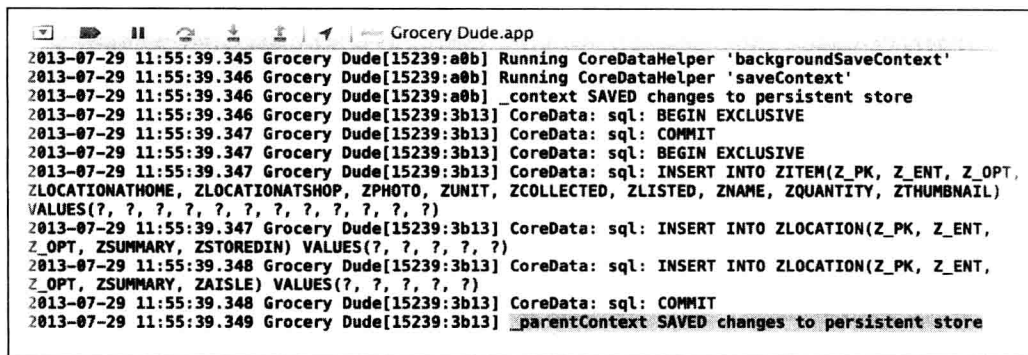 Grocery Dude.app
2013-07-29 11:55:39.345 Grocery Dude[15239:a0b] Running CoreDataHelper 'backgroundSaveContext'
2013-07-29 11:55:39.346 Grocery Dude[15239:a0b] Running CoreDataHelper 'saveContext'
2013-07-29 11:55:39.346 Grocery Dude[15239:a0b] _context SAVED changes to persistent store
2013-07-29 11:55:39.346 Grocery Dude[15239:3b13] CoreData: sql: BEGIN EXCLUSIVE
2013-07-29 11:55:39.347 Grocery Dude[15239:3b13] CoreData: sql: COMMIT
2013-07-29 11:55:39.347 Grocery Dude[15239:3b13] CoreData: sql: BEGIN EXCLUSIVE
2013-07-29 11:55:39.347 Grocery Dude[15239:3b13] CoreData: sql: INSERT INTO ZITEM(Z_PK, Z_ENT, Z_OPT,
ZLOCATIONATHOME, ZLOCATIONATSHOP, ZPHOTO, ZUNIT, ZCOLLECTED, ZLISTED, ZNAME, ZQUANTITY, ZTHUMBNAIL)
VALUES(?, ?, ?, ?, ?, ?, ?, ?, ?, ?, ?, ?)
2013-07-29 11:55:39.347 Grocery Dude[15239:3b13] CoreData: sql: INSERT INTO ZLOCATION(Z_PK, Z_ENT,
Z_OPT, ZSUMMARY, ZSTOREDIN) VALUES(?, ?, ?, ?, ?)
2013-07-29 11:55:39.348 Grocery Dude[15239:3b13] CoreData: sql: INSERT INTO ZLOCATION(Z_PK, Z_ENT,
Z_OPT, ZSUMMARY, ZAISLE) VALUES(?, ?, ?, ?, ?)
2013-07-29 11:55:39.348 Grocery Dude[15239:3b13] CoreData: sql: COMMIT
2013-07-29 11:55:39.349 Grocery Dude[15239:3b13] _parentContext SAVED changes to persistent store